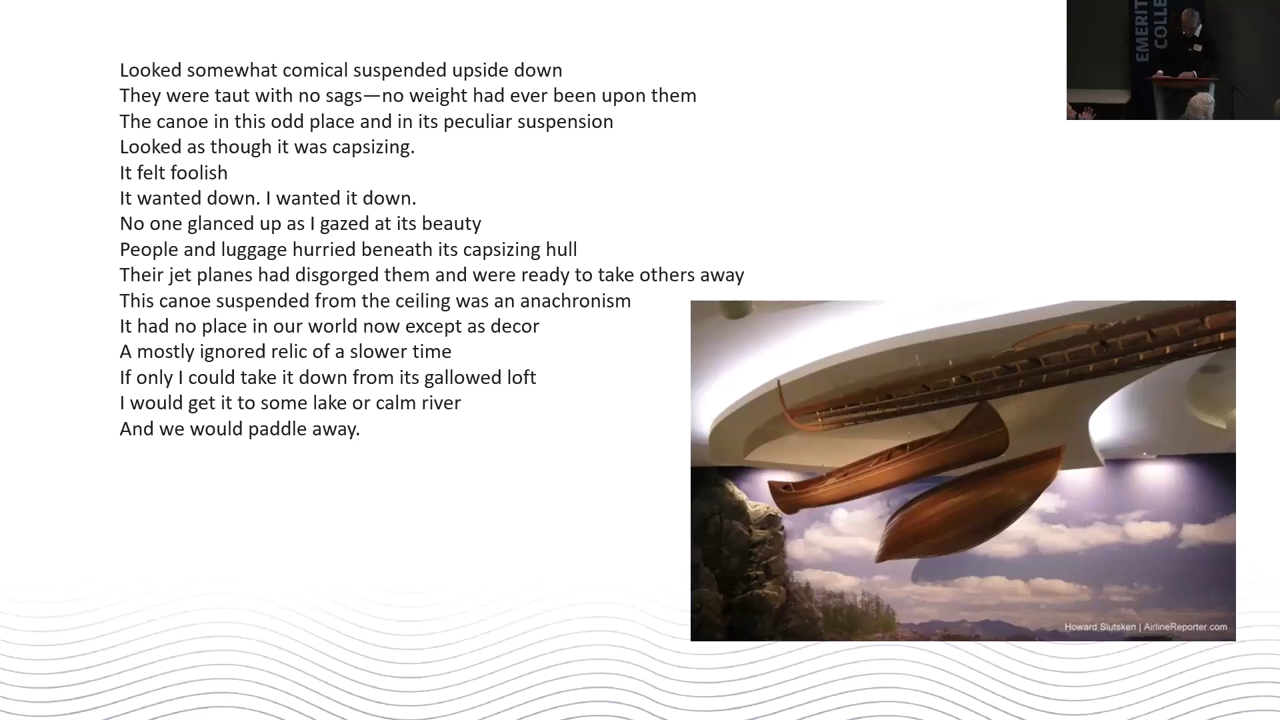 Looked somewhat comical suspended upside down
They were taut with no sags—no weight had ever been upon them
The canoe in this odd place and in its peculiar suspension
Looked as though it was capsizing.
It felt foolish
It wanted down. I wanted it down.
No one glanced up as I gazed at its beauty
People and luggage hurried beneath its capsizing hull
Their jet planes had disgorged them and were ready to take others away
This canoe suspended from the ceiling was an anachronism
It had no place in our world now except as decor
A mostly ignored relic of a slower time
If only I could take it down from its gallowed loft
I would get it to some lake or calm river
And we would paddle away.
EMERIT
COLLE
Howard Slutsken | AirlineReporter.com